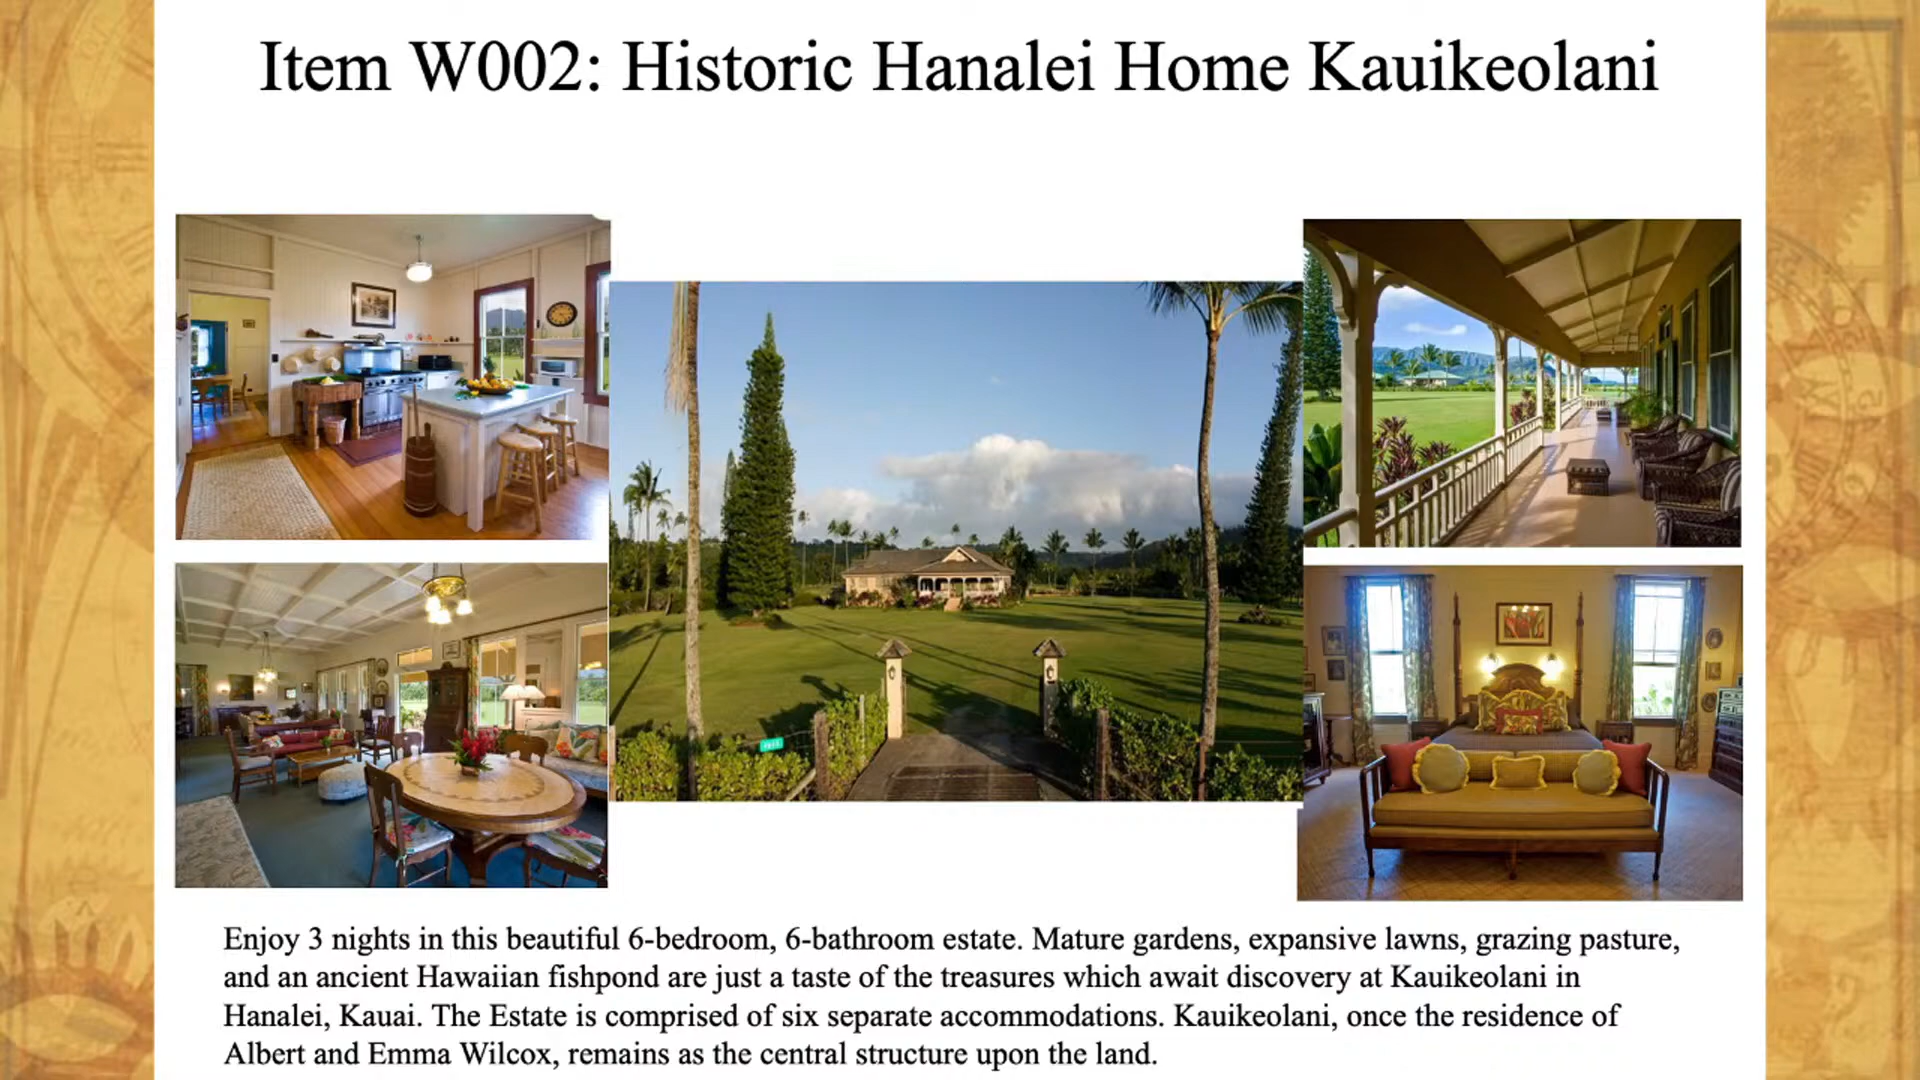 Item W002: Historic Hanalei Home Kauikeolani
Enjoy 3 nights in this beautiful 6-bedroom, 6-bathroom estate. Mature gardens, expansive lawns, grazing pasture,
and an ancient Hawaiian fishpond are just a taste of the treasures which await discovery at Kauikeolani in
Hanalei, Kauai. The Estate is comprised of six separate accommodations. Kauikeolani, once the residence of
Albert and Emma Wilcox, remains as the central structure upon the land.